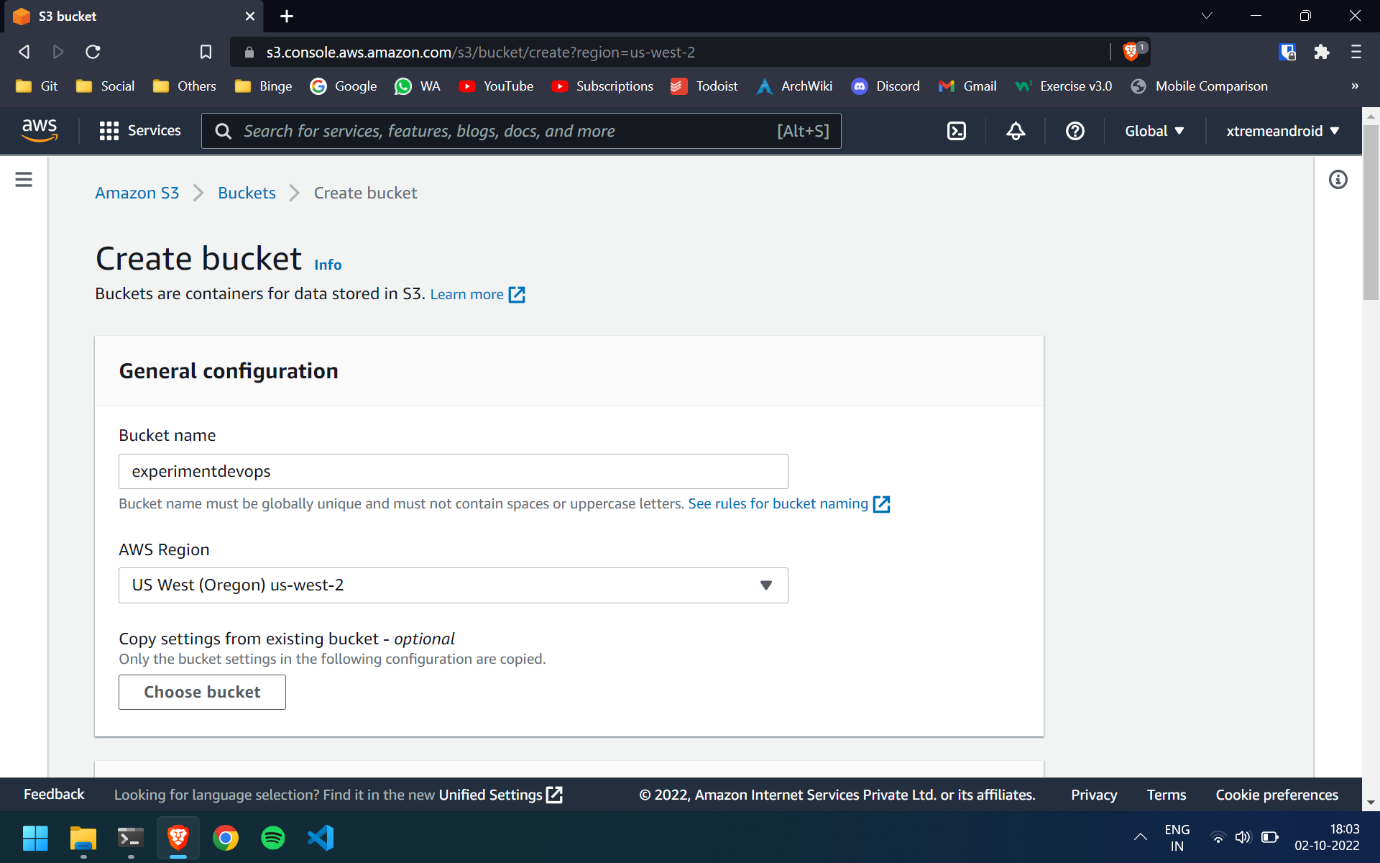 S3 bucket
s3.console.aws.amazon.com/s3/bucket/create?region=us-west-2
1
Git Social Others Binge Google WA YouTube Subscriptions Todoist ArchWiki Discord Gmail Exercise v3.0 Mobile Comparison »
aws Services Search for services, features, blogs, docs, and more [Alt+S] Global xtremeandroid
Amazon S3 Buckets Create bucket
Create bucket Info
Buckets are containers for data stored in S3. Learn more
General configuration
Bucket name
experimentdevops
Bucket name must be globally unique and must not contain spaces or uppercase letters. See rules for bucket naming
AWS Region
US West (Oregon) us-west-2
Copy settings from existing bucket - optional
Only the bucket settings in the following configuration are copied.
Choose bucket
Feedback Looking for language selection? Find it in the new Unified Settings © 2022, Amazon Internet Services Private Ltd. or its affiliates. Privacy Terms Cookie preferences
ENG 18:03
IN 02-10-2022